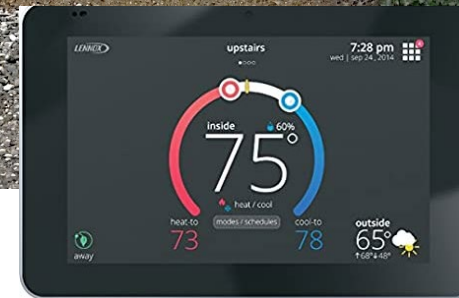 LENNOX
upstairs
7:28 pm
wed | sep 24, 2014
inside
60%
75°
heat / cool
heat-to
modes / schedules
cool-to
73
78
outside
65°
↑68°↓48°
away